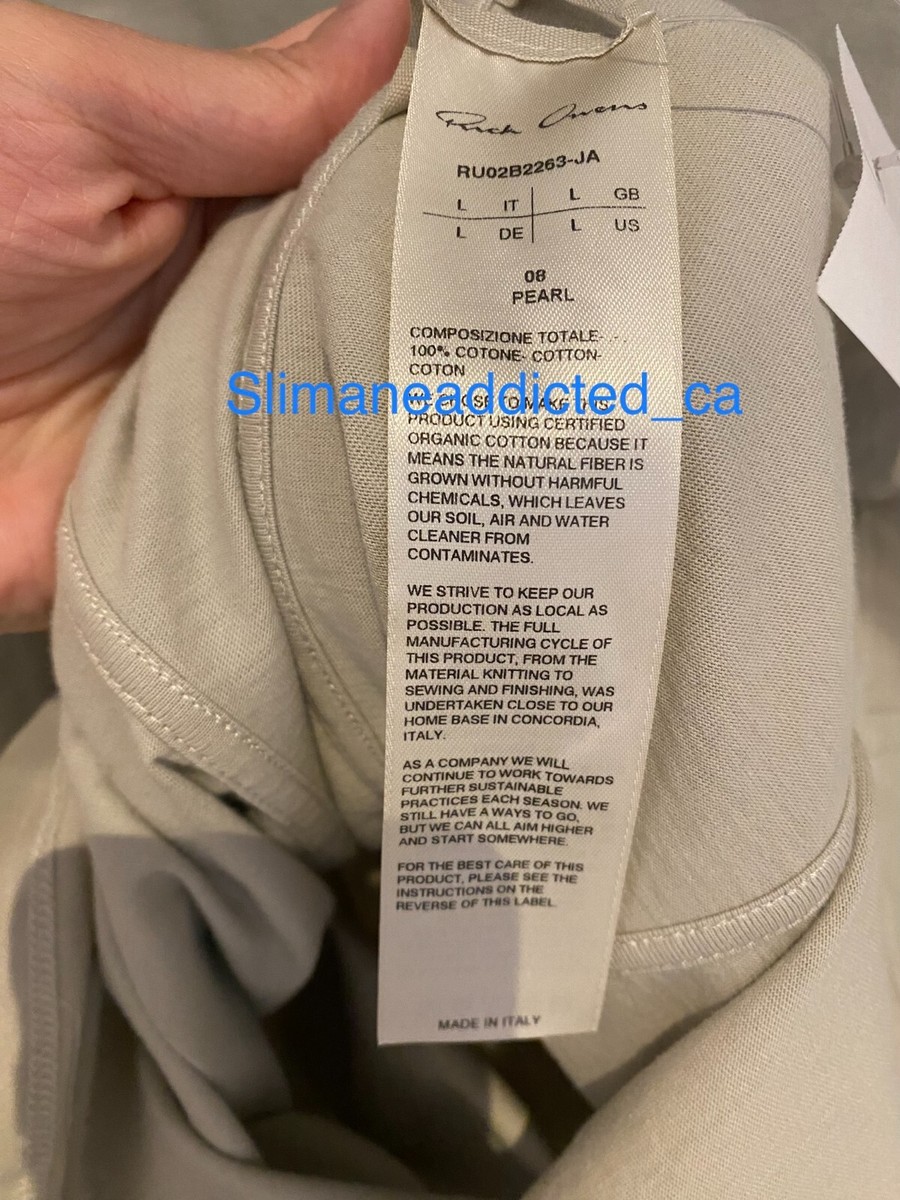 Rick Owens
RU02B2263-JA
L IT L GB
L DE L US
08
PEARL
COMPOSIZIONE TOTALE-
100% COTONE- COTTON-
COTON
Slimaneaddicted_ca
WE CHOSE TO MAKE THIS
PRODUCT USING CERTIFIED
ORGANIC COTTON BECAUSE IT
MEANS THE NATURAL FIBER IS
GROWN WITHOUT HARMFUL
CHEMICALS, WHICH LEAVES
OUR SOIL, AIR AND WATER
CLEANER FROM
CONTAMINATES.
WE STRIVE TO KEEP OUR
PRODUCTION AS LOCAL AS
POSSIBLE. THE FULL
MANUFACTURING CYCLE OF
THIS PRODUCT, FROM THE
MATERIAL KNITTING TO
SEWING AND FINISHING, WAS
UNDERTAKEN CLOSE TO OUR
HOME BASE IN CONCORDIA,
ITALY.
AS A COMPANY WE WILL
CONTINUE TO WORK TOWARDS
FURTHER SUSTAINABLE
PRACTICES EACH SEASON. WE
STILL HAVE A WAYS TO GO,
BUT WE CAN ALL AIM HIGHER
AND START SOMEWHERE.
FOR THE BEST CARE OF THIS
PRODUCT, PLEASE SEE THE
INSTRUCTIONS ON THE
REVERSE OF THIS LABEL.
MADE IN ITALY